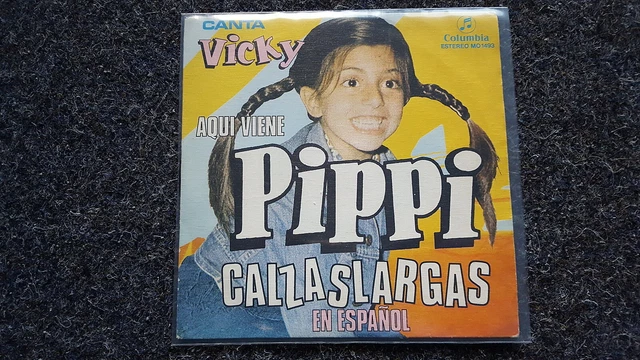 CANTA
Vicky
Columbia
ESTEREO MO1493
AQUI VIENE
Pippi
CALZASLARGAS
EN ESPAÑOL